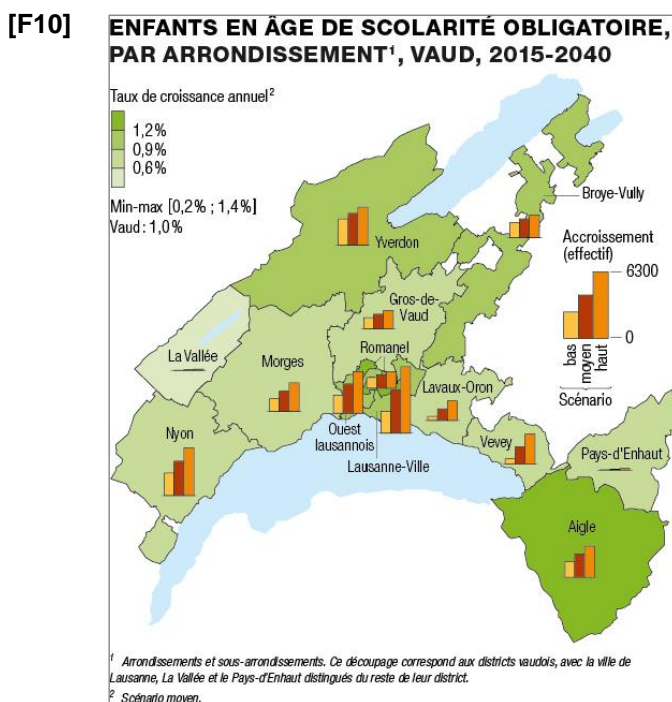 [F10]
ENFANTS EN ÂGE DE SCOLARITÉ OBLIGATOIRE,
PAR ARRONDISSEMENT¹, VAUD, 2015-2040
Taux de croissance annuel²
1,2%
0,9%
0,6%
Min-max [0,2% ; 1,4%]
Vaud : 1,0%
Broye-Vully
Yverdon
Accroissement
(effectif)
6300
0
bas
moyen
haut
Scénario
Gros-de-
Vaud
Romanel
La Vallée
Morges
Lavaux-Oron
Nyon
Ouest
lausannois
Lausanne-Ville
Vevey
Pays-d'Enhaut
Aigle
¹ Arrondissements et sous-arrondissements. Ce découpage correspond aux districts vaudois, avec la ville de
Lausanne, La Vallée et le Pays-d'Enhaut distingués du reste de leur district.
² Scénario moyen.